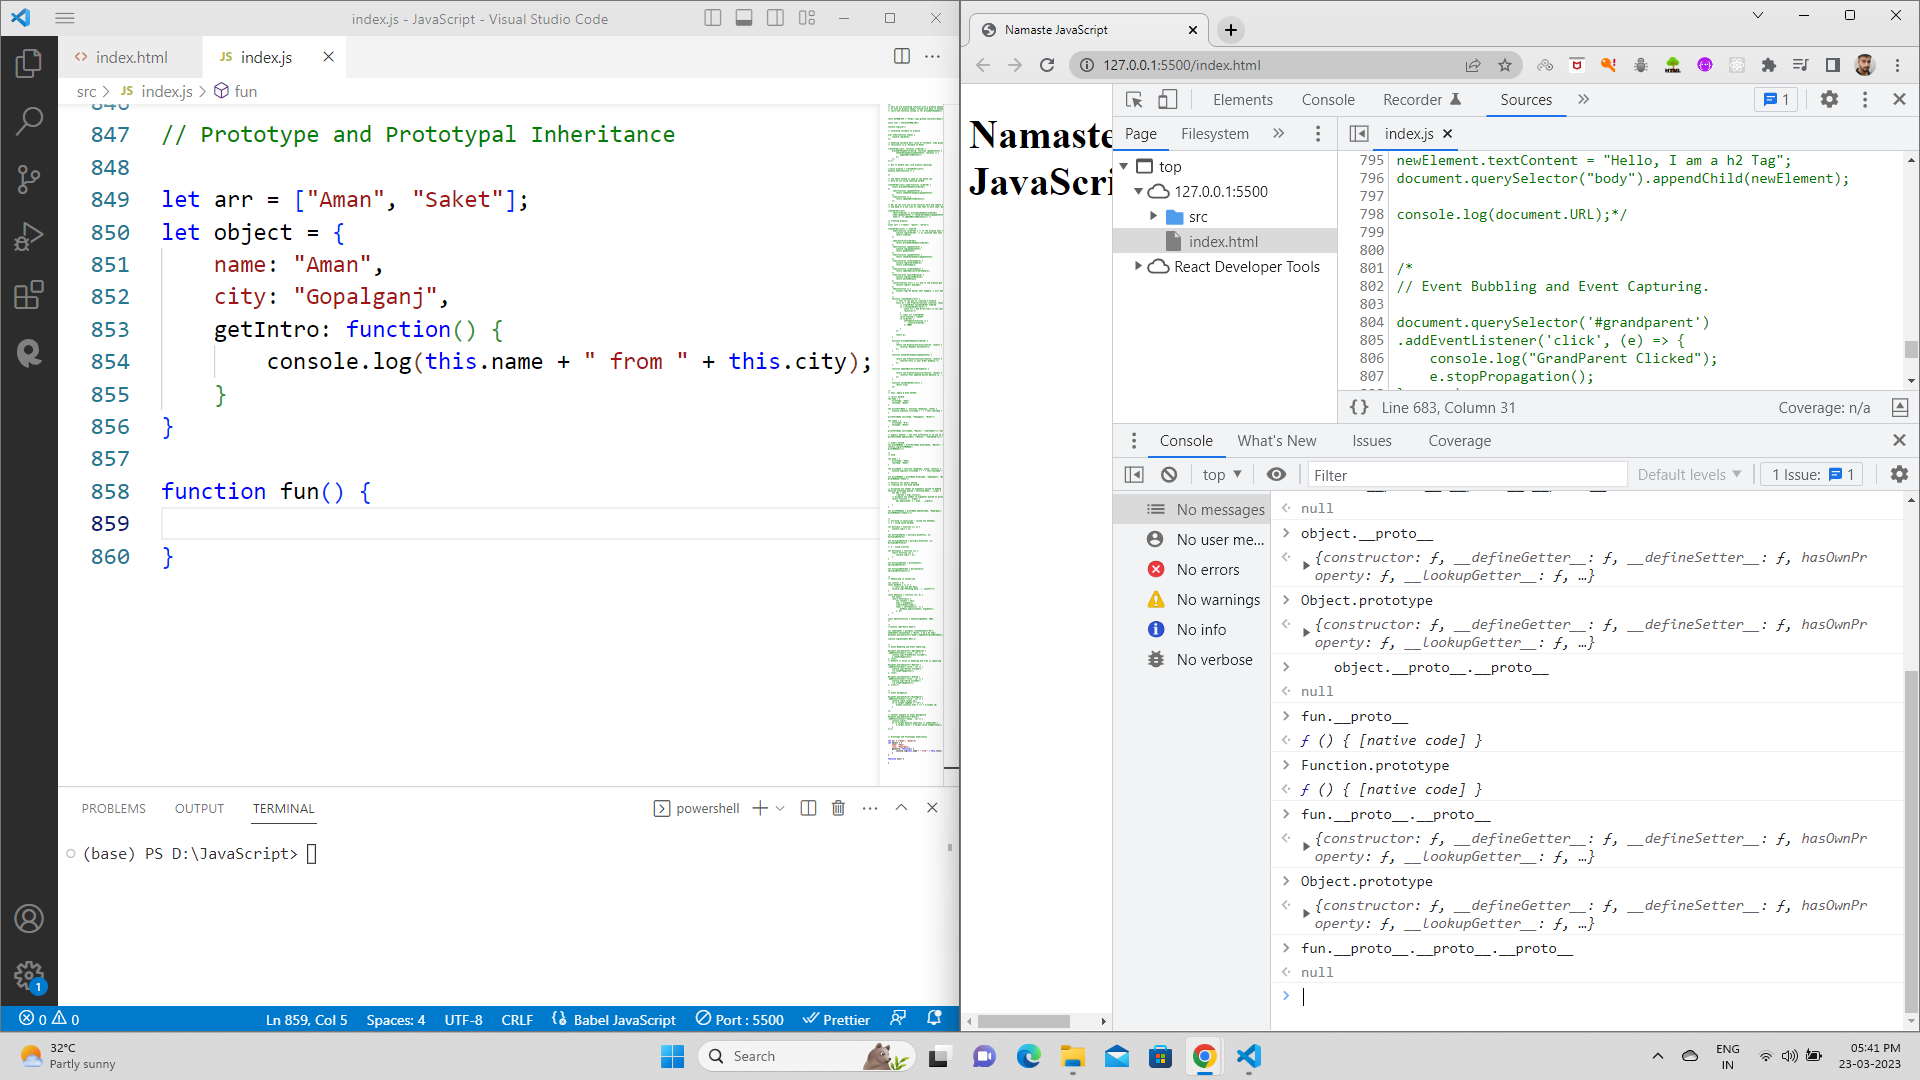 index.js - JavaScript - Visual Studio Code
<> index.html
JS index.js
src > JS index.js > fun
846
847 // Prototype and Prototypal Inheritance
848
849 let arr = ["Aman", "Saket"];
850 let object = {
851 name: "Aman",
852 city: "Gopalganj",
853 getIntro: function() {
854 console.log(this.name + " from " + this.city);
855 }
856 }
857
858 function fun() {
859
860 }
PROBLEMS OUTPUT TERMINAL
powershell
(base) PS D:\JavaScript>
1
0 0
Ln 859, Col 5
Spaces: 4
UTF-8
CRLF
Babel JavaScript
Port : 5500
Prettier
Namaste JavaScript
127.0.0.1:5500/index.html
Namaste
JavaScri
Elements Console Recorder Sources »
1
Page Filesystem »
index.js
top
127.0.0.1:5500
src
index.html
React Developer Tools
795 newElement.textContent = "Hello, I am a h2 Tag";
796 document.querySelector("body").appendChild(newElement);
797
798 console.log(document.URL);*/
799
800
801 /*
802 // Event Bubbling and Event Capturing.
803
804 document.querySelector('#grandparent')
805 .addEventListener('click', (e) => {
806 console.log("GrandParent Clicked");
807 e.stopPropagation();
{} Line 683, Column 31
Coverage: n/a
Console What's New Issues Coverage
top
Filter
Default levels
1 Issue: 1
No messages
No user me...
No errors
No warnings
No info
No verbose
null
object.__proto__
{constructor: ƒ, __defineGetter__: ƒ, __defineSetter__: ƒ, hasOwnPr
operty: ƒ, __lookupGetter__: ƒ, …}
Object.prototype
{constructor: ƒ, __defineGetter__: ƒ, __defineSetter__: ƒ, hasOwnPr
operty: ƒ, __lookupGetter__: ƒ, …}
object.__proto__.__proto__
null
fun.__proto__
ƒ () { [native code] }
Function.prototype
ƒ () { [native code] }
fun.__proto__.__proto__
{constructor: ƒ, __defineGetter__: ƒ, __defineSetter__: ƒ, hasOwnPr
operty: ƒ, __lookupGetter__: ƒ, …}
Object.prototype
{constructor: ƒ, __defineGetter__: ƒ, __defineSetter__: ƒ, hasOwnPr
operty: ƒ, __lookupGetter__: ƒ, …}
fun.__proto__.__proto__.__proto__
null
32°C
Partly sunny
Search
ENG
IN
05:41 PM
23-03-2023